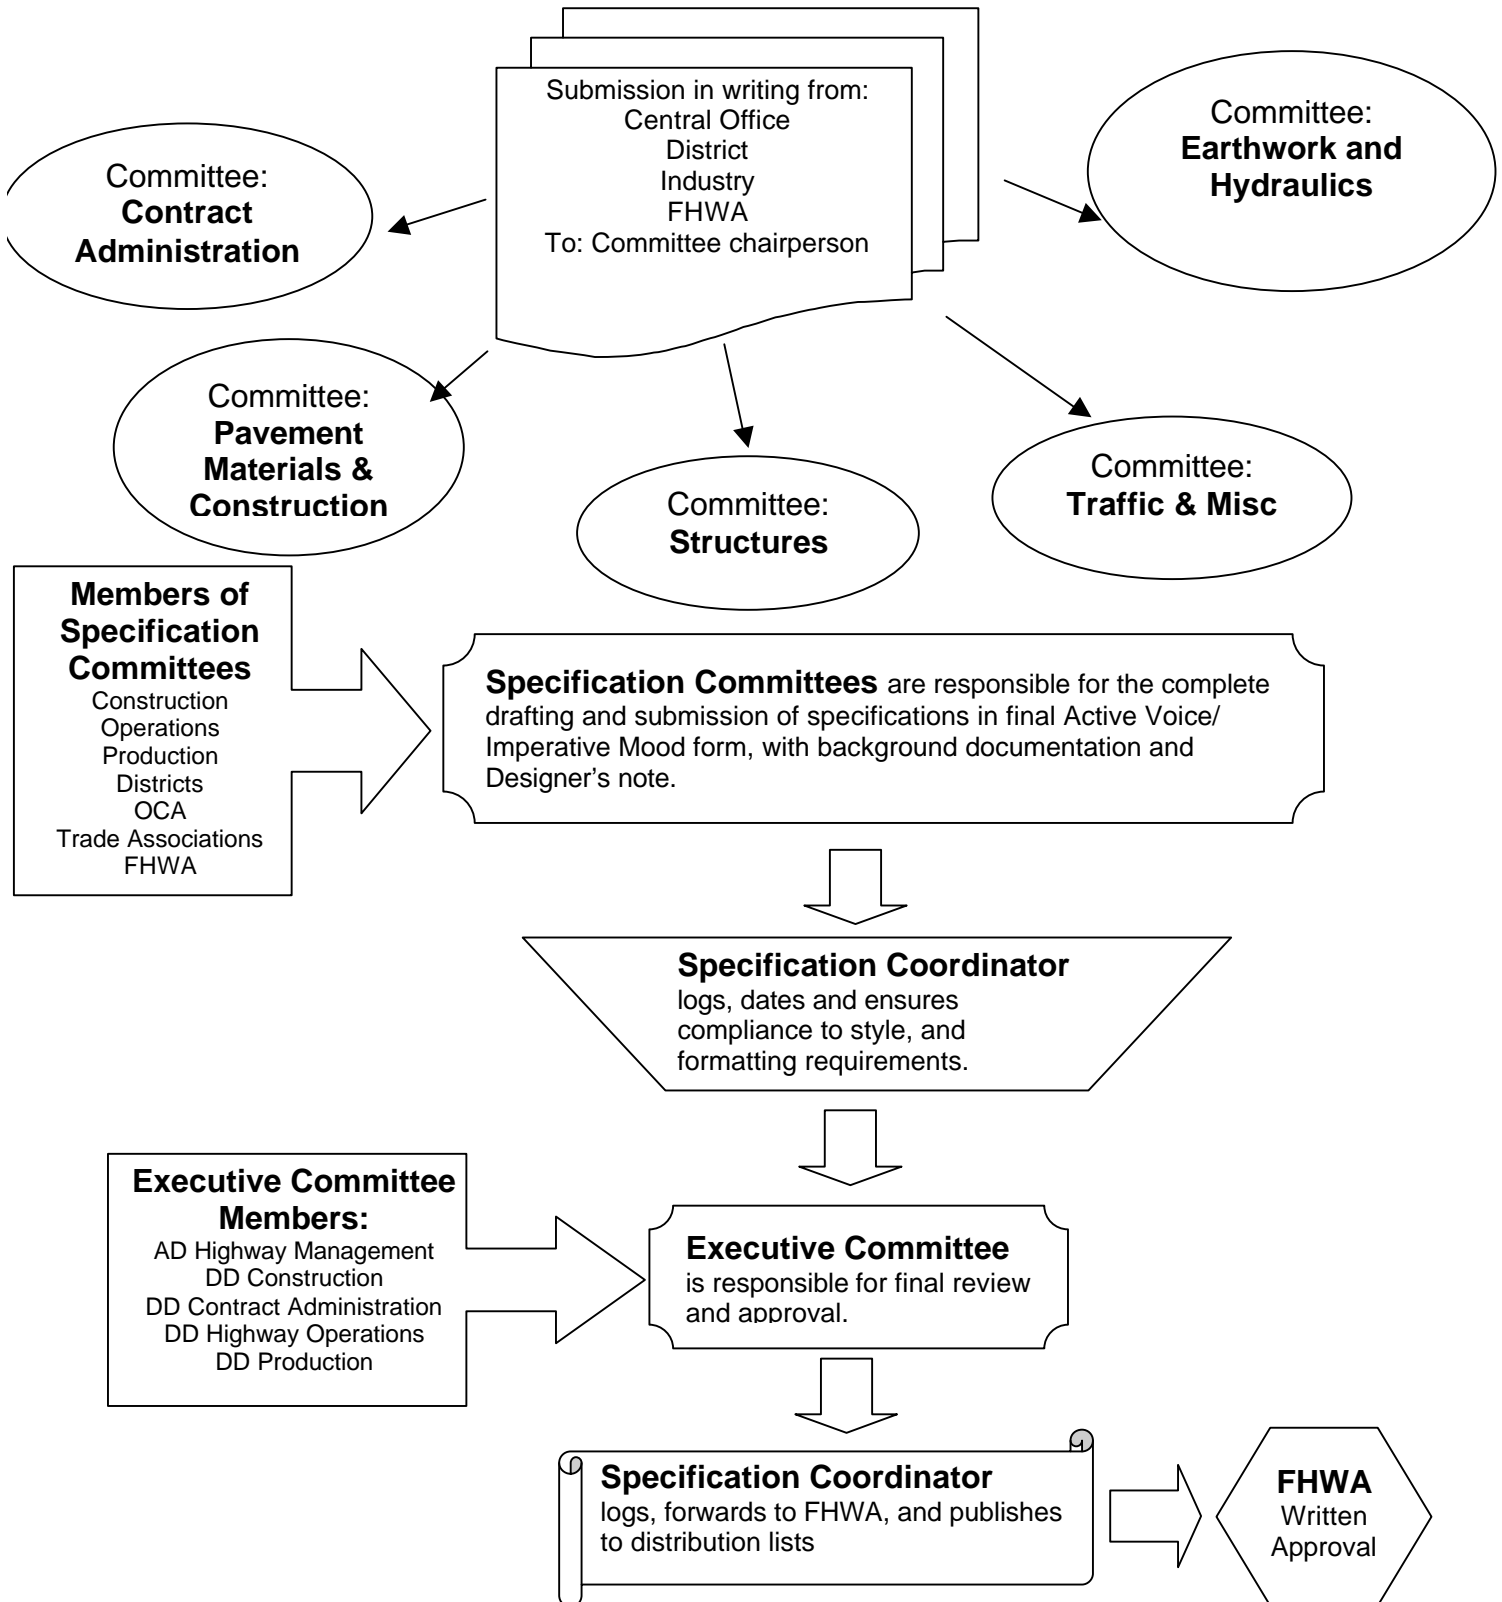 Submission in writing from:
Central Office
District
Industry
FHWA
To: Committee chairperson
Committee:
Earthwork and
Hydraulics
Committee:
Contract
Administration
Committee:
Pavement
Materials &
Construction
Committee:
Structures
Committee:
Traffic & Misc
Members of
Specification
Committees
Construction
Operations
Production
Districts
OCA
Trade Associations
FHWA
Specification Committees are responsible for the complete
drafting and submission of specifications in final Active Voice/
Imperative Mood form, with background documentation and
Designer's note.
Specification Coordinator
logs, dates and ensures
compliance to style, and
formatting requirements.
Executive Committee
Members:
AD Highway Management
DD Construction
DD Contract Administration
DD Highway Operations
DD Production
Executive Committee
is responsible for final review
and approval.
Specification Coordinator
logs, forwards to FHWA, and publishes
to distribution lists
FHWA
Written
Approval